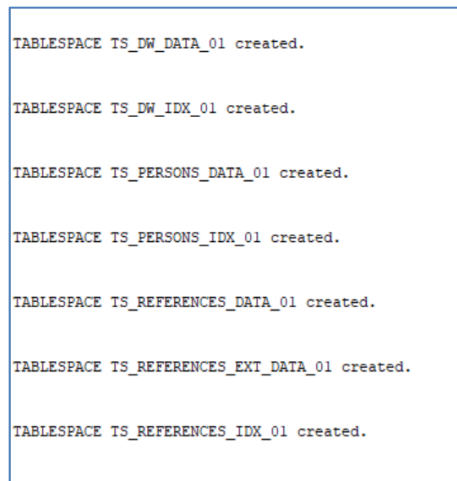 TABLESPACE TS_DW_DATA_01 created.
TABLESPACE TS_DW_IDX_01 created.
TABLESPACE TS_PERSONS_DATA_01 created.
TABLESPACE TS_PERSONS_IDX_01 created.
TABLESPACE TS_REFERENCES_DATA_01 created.
TABLESPACE TS_REFERENCES_EXT_DATA_01 created.
TABLESPACE TS_REFERENCES_IDX_01 created.